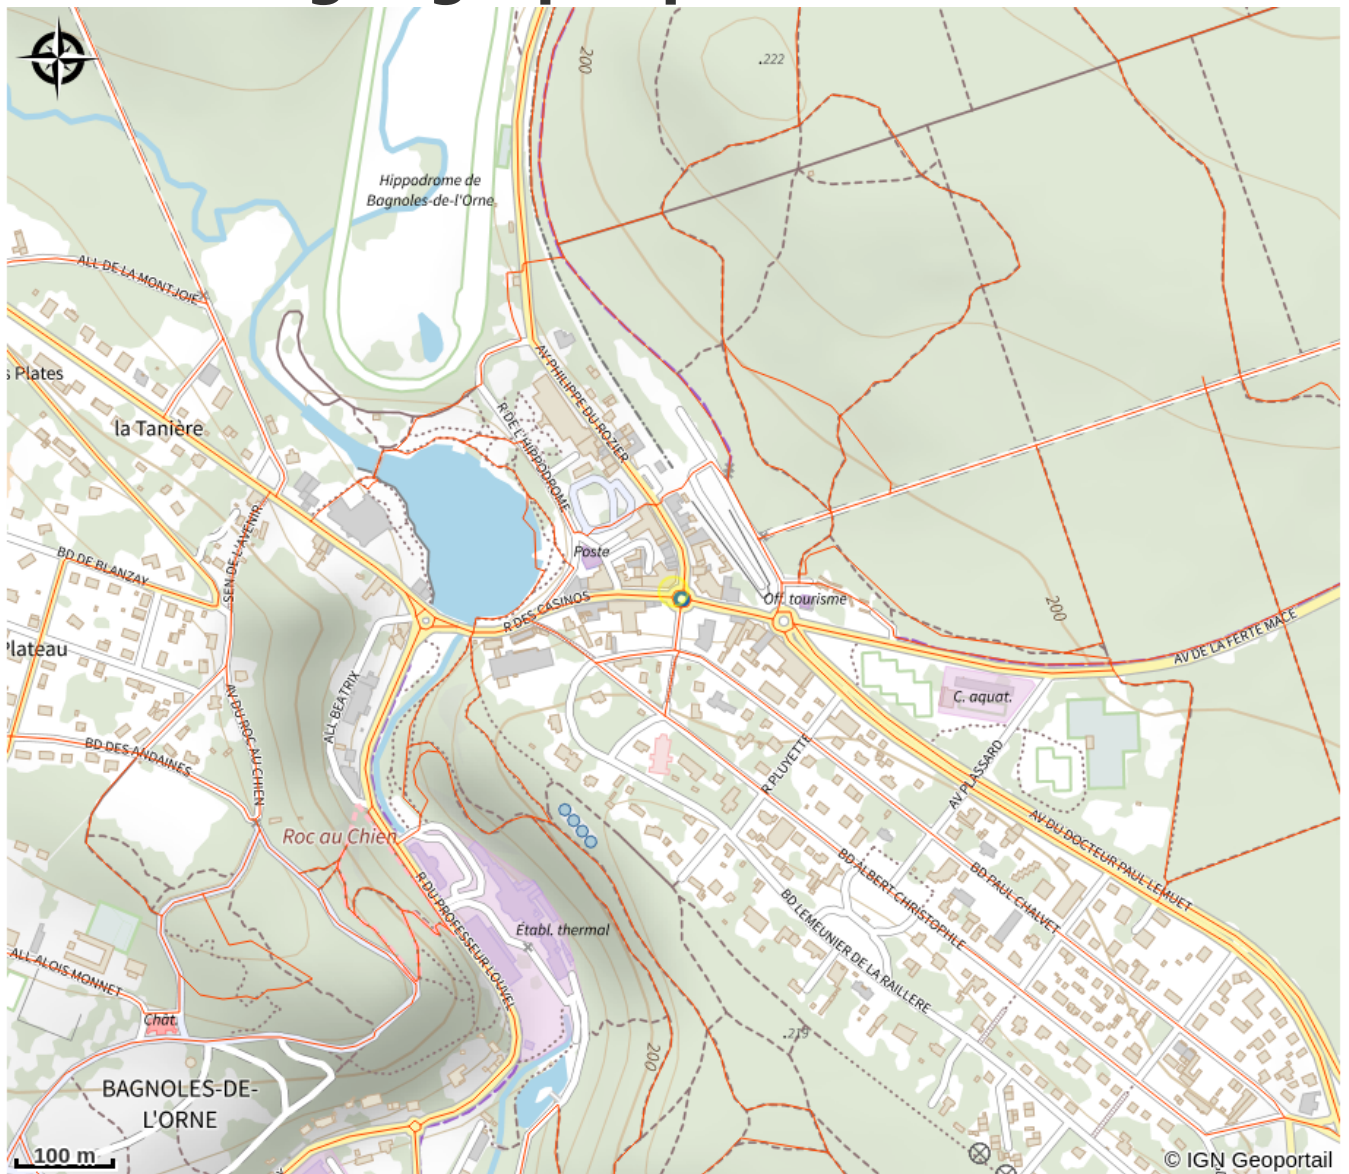 200
.222
Hippodrome de
Bagnoles-de-l'Orne
ALL DE LA MONTJOIE
AV PHILIPPE DU ROZIER
s Plates
la Tanière
R DE L'HIPPODROME
SEN DE L'AVENIR
BD DE BLANZAY
Poste
R DES CASINOS
Off. tourisme
200
AV DE LA FERTE MACE
Plateau
ALL BEATRIX
AV DU ROC AU CHIEN
C. aquat.
BD DES ANDAINES
R PLUYETTE
AV PLASSARD
Roc au Chien
AV DU DOCTEUR PAUL LEMUET
BD ALBERT CHRISTOPHLE
BD PAUL CHALVET
R DU PROFESSEUR LOUVEL
BD LEMEUNIER DE LA RAILLERE
Établ. thermal
ALL ALOIS MONNET
Chât.
.219
200
BAGNOLES-DE-
L'ORNE
100 m
© IGN Geoportail